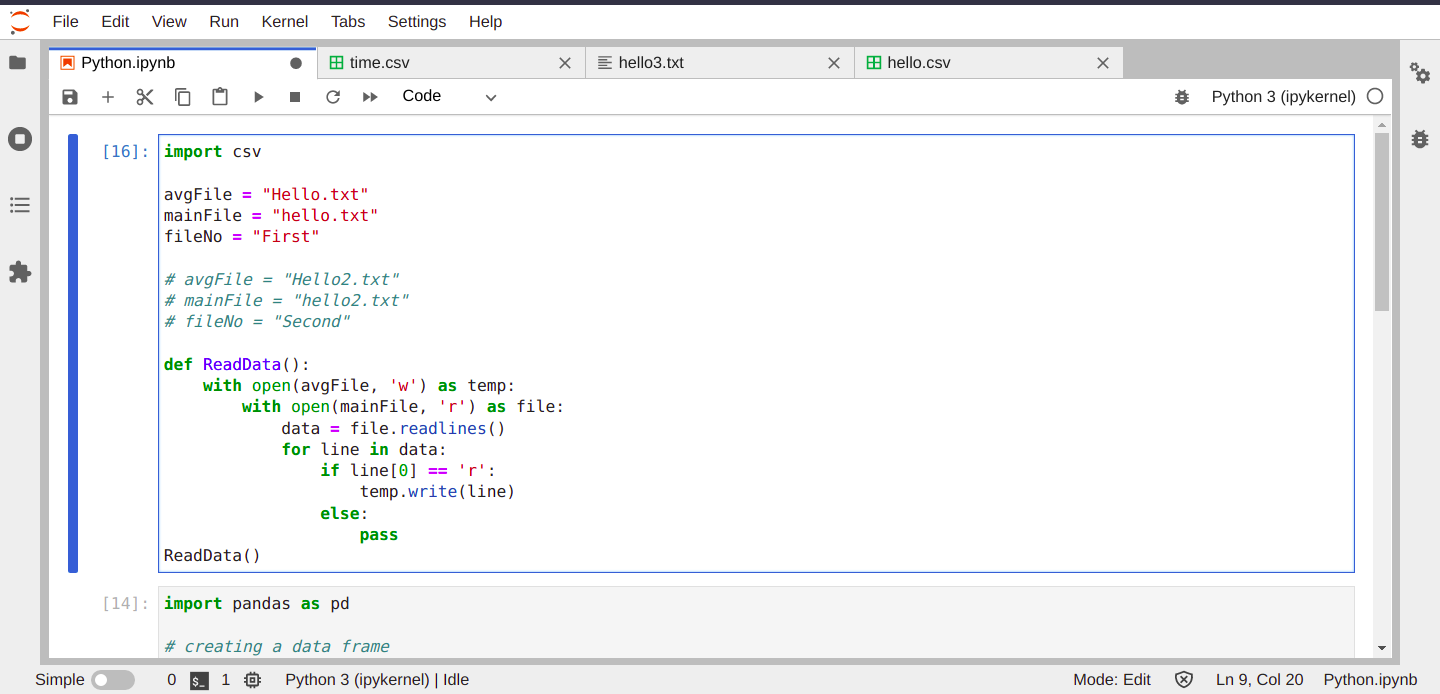 File Edit View Run Kernel Tabs Settings Help
Python.ipynb time.csv hello3.txt hello.csv
Code Python 3 (ipykernel)
[16]: import csv
avgFile = "Hello.txt"
mainFile = "hello.txt"
fileNo = "First"
# avgFile = "Hello2.txt"
# mainFile = "hello2.txt"
# fileNo = "Second"
def ReadData():
    with open(avgFile, 'w') as temp:
        with open(mainFile, 'r') as file:
            data = file.readlines()
            for line in data:
                if line[0] == 'r':
                    temp.write(line)
                else:
                    pass
ReadData()
[14]: import pandas as pd
# creating a data frame
Simple 0 $_ 1 Python 3 (ipykernel) | Idle Mode: Edit Ln 9, Col 20 Python.ipynb